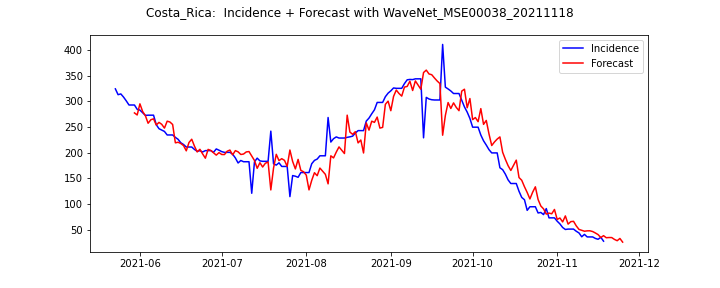 Costa_Rica:  Incidence + Forecast with WaveNet_MSE00038_20211118
Incidence
Forecast
400
350
300
250
200
150
100
50
2021-06 2021-07 2021-08 2021-09 2021-10 2021-11 2021-12